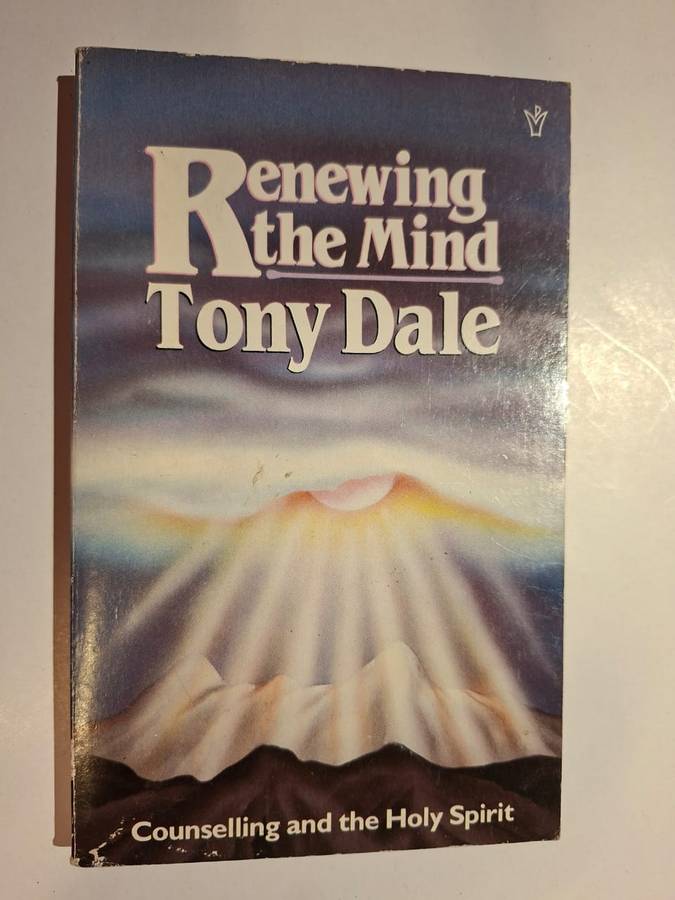 Renewing
the Mind
Tony Dale
Counselling and the Holy Spirit